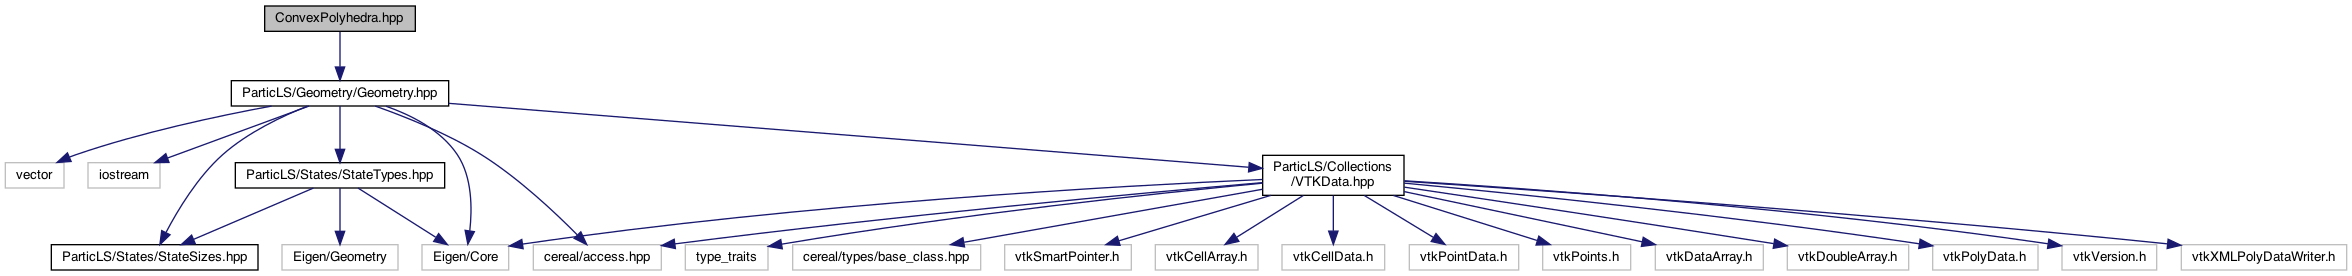 ConvexPolyhedra.hpp
ParticLS/Geometry/Geometry.hpp
vector
iostream
ParticLS/States/StateTypes.hpp
ParticLS/Collections
/VTKData.hpp
ParticLS/States/StateSizes.hpp
Eigen/Geometry
Eigen/Core
cereal/access.hpp
type_traits
cereal/types/base_class.hpp
vtkSmartPointer.h
vtkCellArray.h
vtkCellData.h
vtkPointData.h
vtkPoints.h
vtkDataArray.h
vtkDoubleArray.h
vtkPolyData.h
vtkVersion.h
vtkXMLPolyDataWriter.h